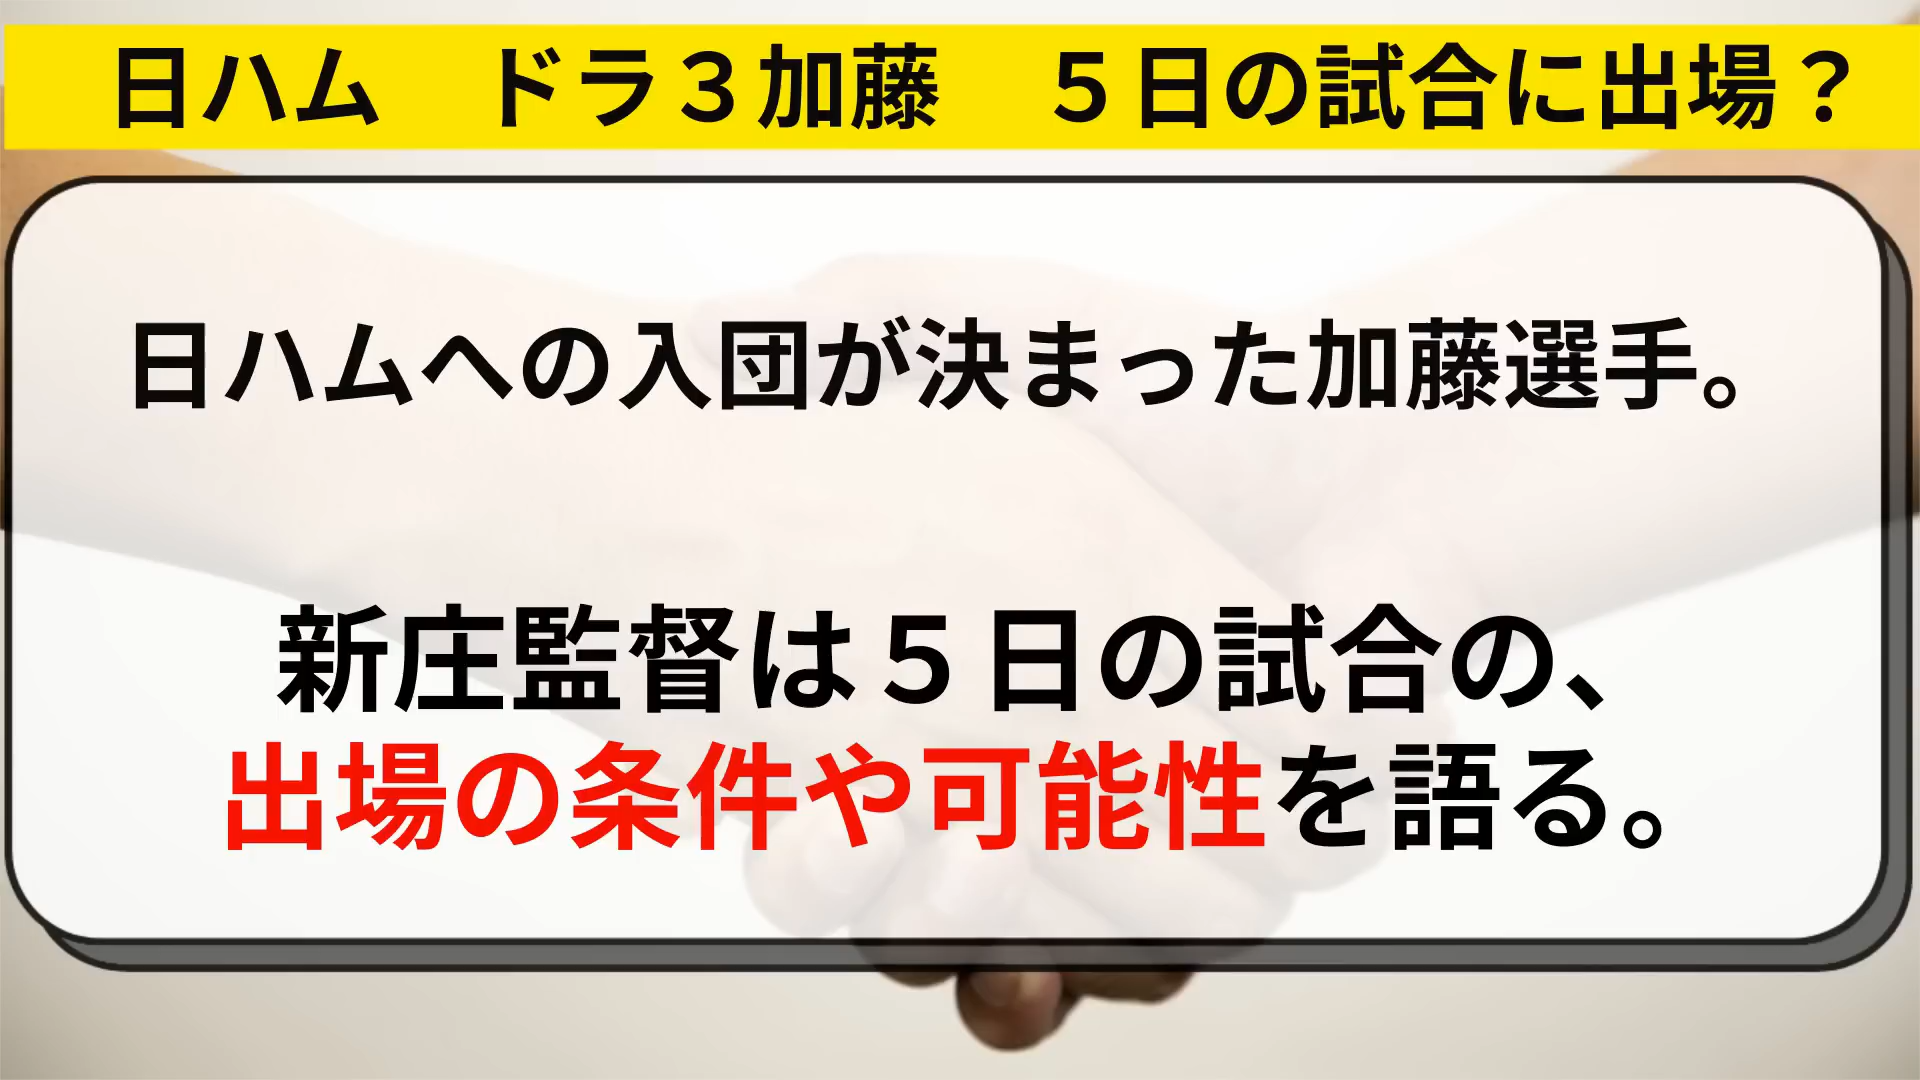 日ハム　ドラ３加藤　５日の試合に出場？
日ハムへの入団が決まった加藤選手。
新庄監督は５日の試合の、
出場の条件や可能性を語る。